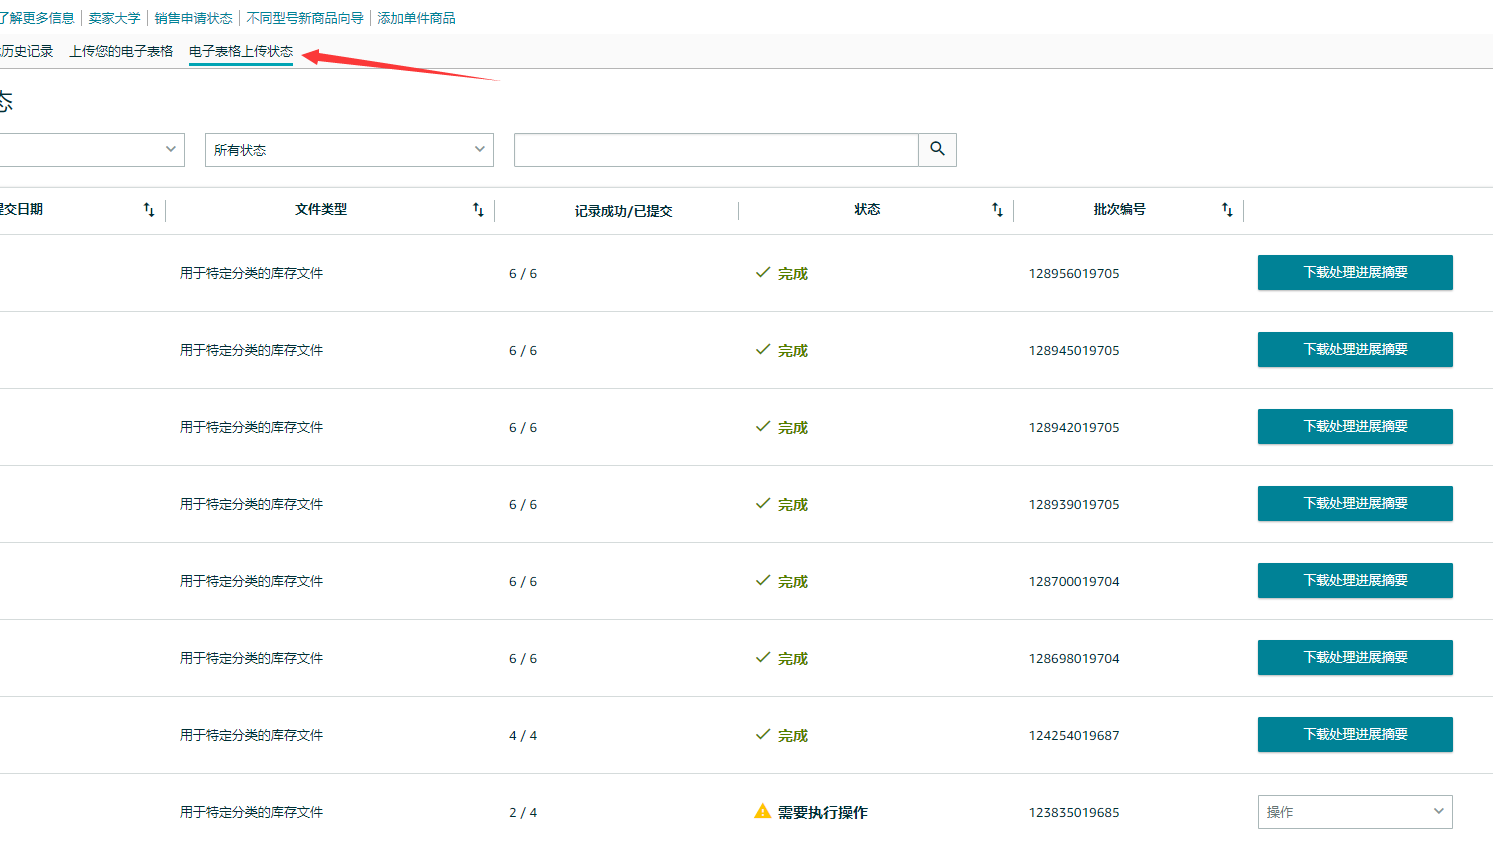 了解更多信息 | 卖家大学 | 销售申请状态 | 不同型号新商品向导 | 添加单件商品
历史记录 上传您的电子表格 电子表格上传状态
态
所有状态
提交日期 文件类型 记录成功/已提交 状态 批次编号
用于特定分类的库存文件 6 / 6 完成 128956019705 下载处理进展摘要
用于特定分类的库存文件 6 / 6 完成 128945019705 下载处理进展摘要
用于特定分类的库存文件 6 / 6 完成 128942019705 下载处理进展摘要
用于特定分类的库存文件 6 / 6 完成 128939019705 下载处理进展摘要
用于特定分类的库存文件 6 / 6 完成 128700019704 下载处理进展摘要
用于特定分类的库存文件 6 / 6 完成 128698019704 下载处理进展摘要
用于特定分类的库存文件 4 / 4 完成 124254019687 下载处理进展摘要
用于特定分类的库存文件 2 / 4 需要执行操作 123835019685 操作